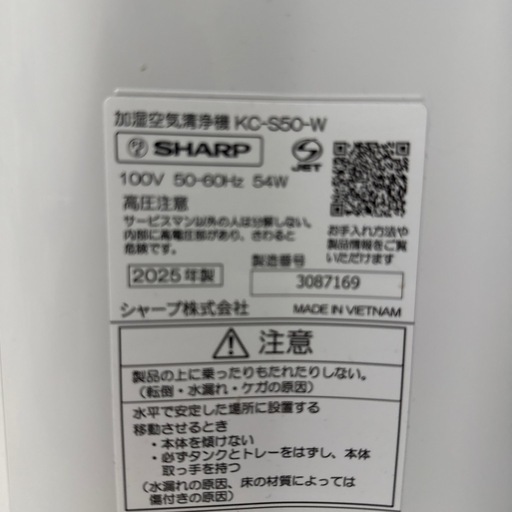 加湿空気清浄機 KC-S50-W
SHARP
JET
100V 50-60Hz 54W
高圧注意
サービスマン以外の人は分解しない。
内部に高電圧部があり、さわると
危険です。
お手入れ方法や
製品情報をご覧
いただけます
製造番号
2025年製
3087169
シャープ株式会社
MADE IN VIETNAM
注意
製品の上に乗ったりもたれたりしない。
(転倒・水漏れ・ケガの原因)
水平で安定した場所に設置する
移動させるとき
・本体を傾けない
・必ずタンクとトレーをはずし、本体
取っ手を持つ
(水漏れの原因、床の材質によっては
傷付きの原因)